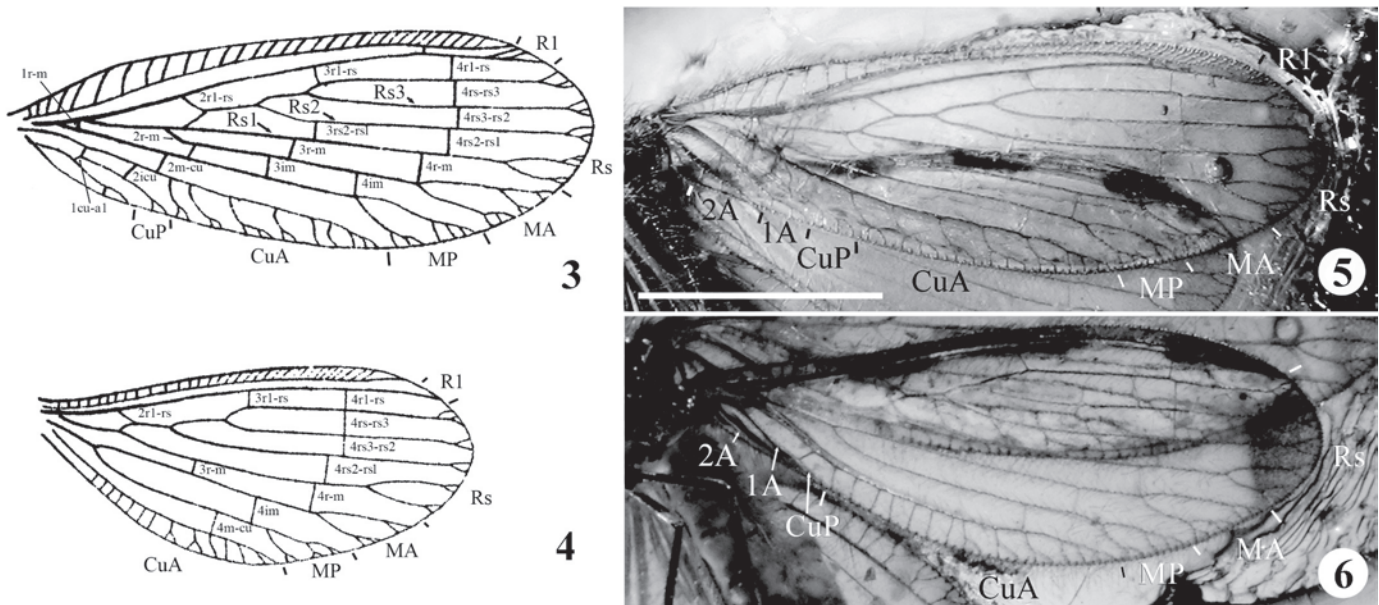 R1
1r-m
3r1-rs
4r1-rs
2r1-rs
Rs3
4rs-rs3
Rs2
4rs3-rs2
Rs1
3rs2-rs1
4rs2-rs1
2r-m
3r-m
4r-m
Rs
2m-cu
3im
4im
2icu
1cu-a1
MA
CuP
CuA
MP
3
R1
2r1-rs
3r1-rs
4r1-rs
4rs-rs3
4rs3-rs2
4rs2-rs1
3r-m
4r-m
Rs
4im
4m-cu
MA
CuA
MP
4
R1
Rs
2A
1A
CuP
CuA
MA
MP
5
Rs
2A
1A
CuP
MA
MP
CuA
6